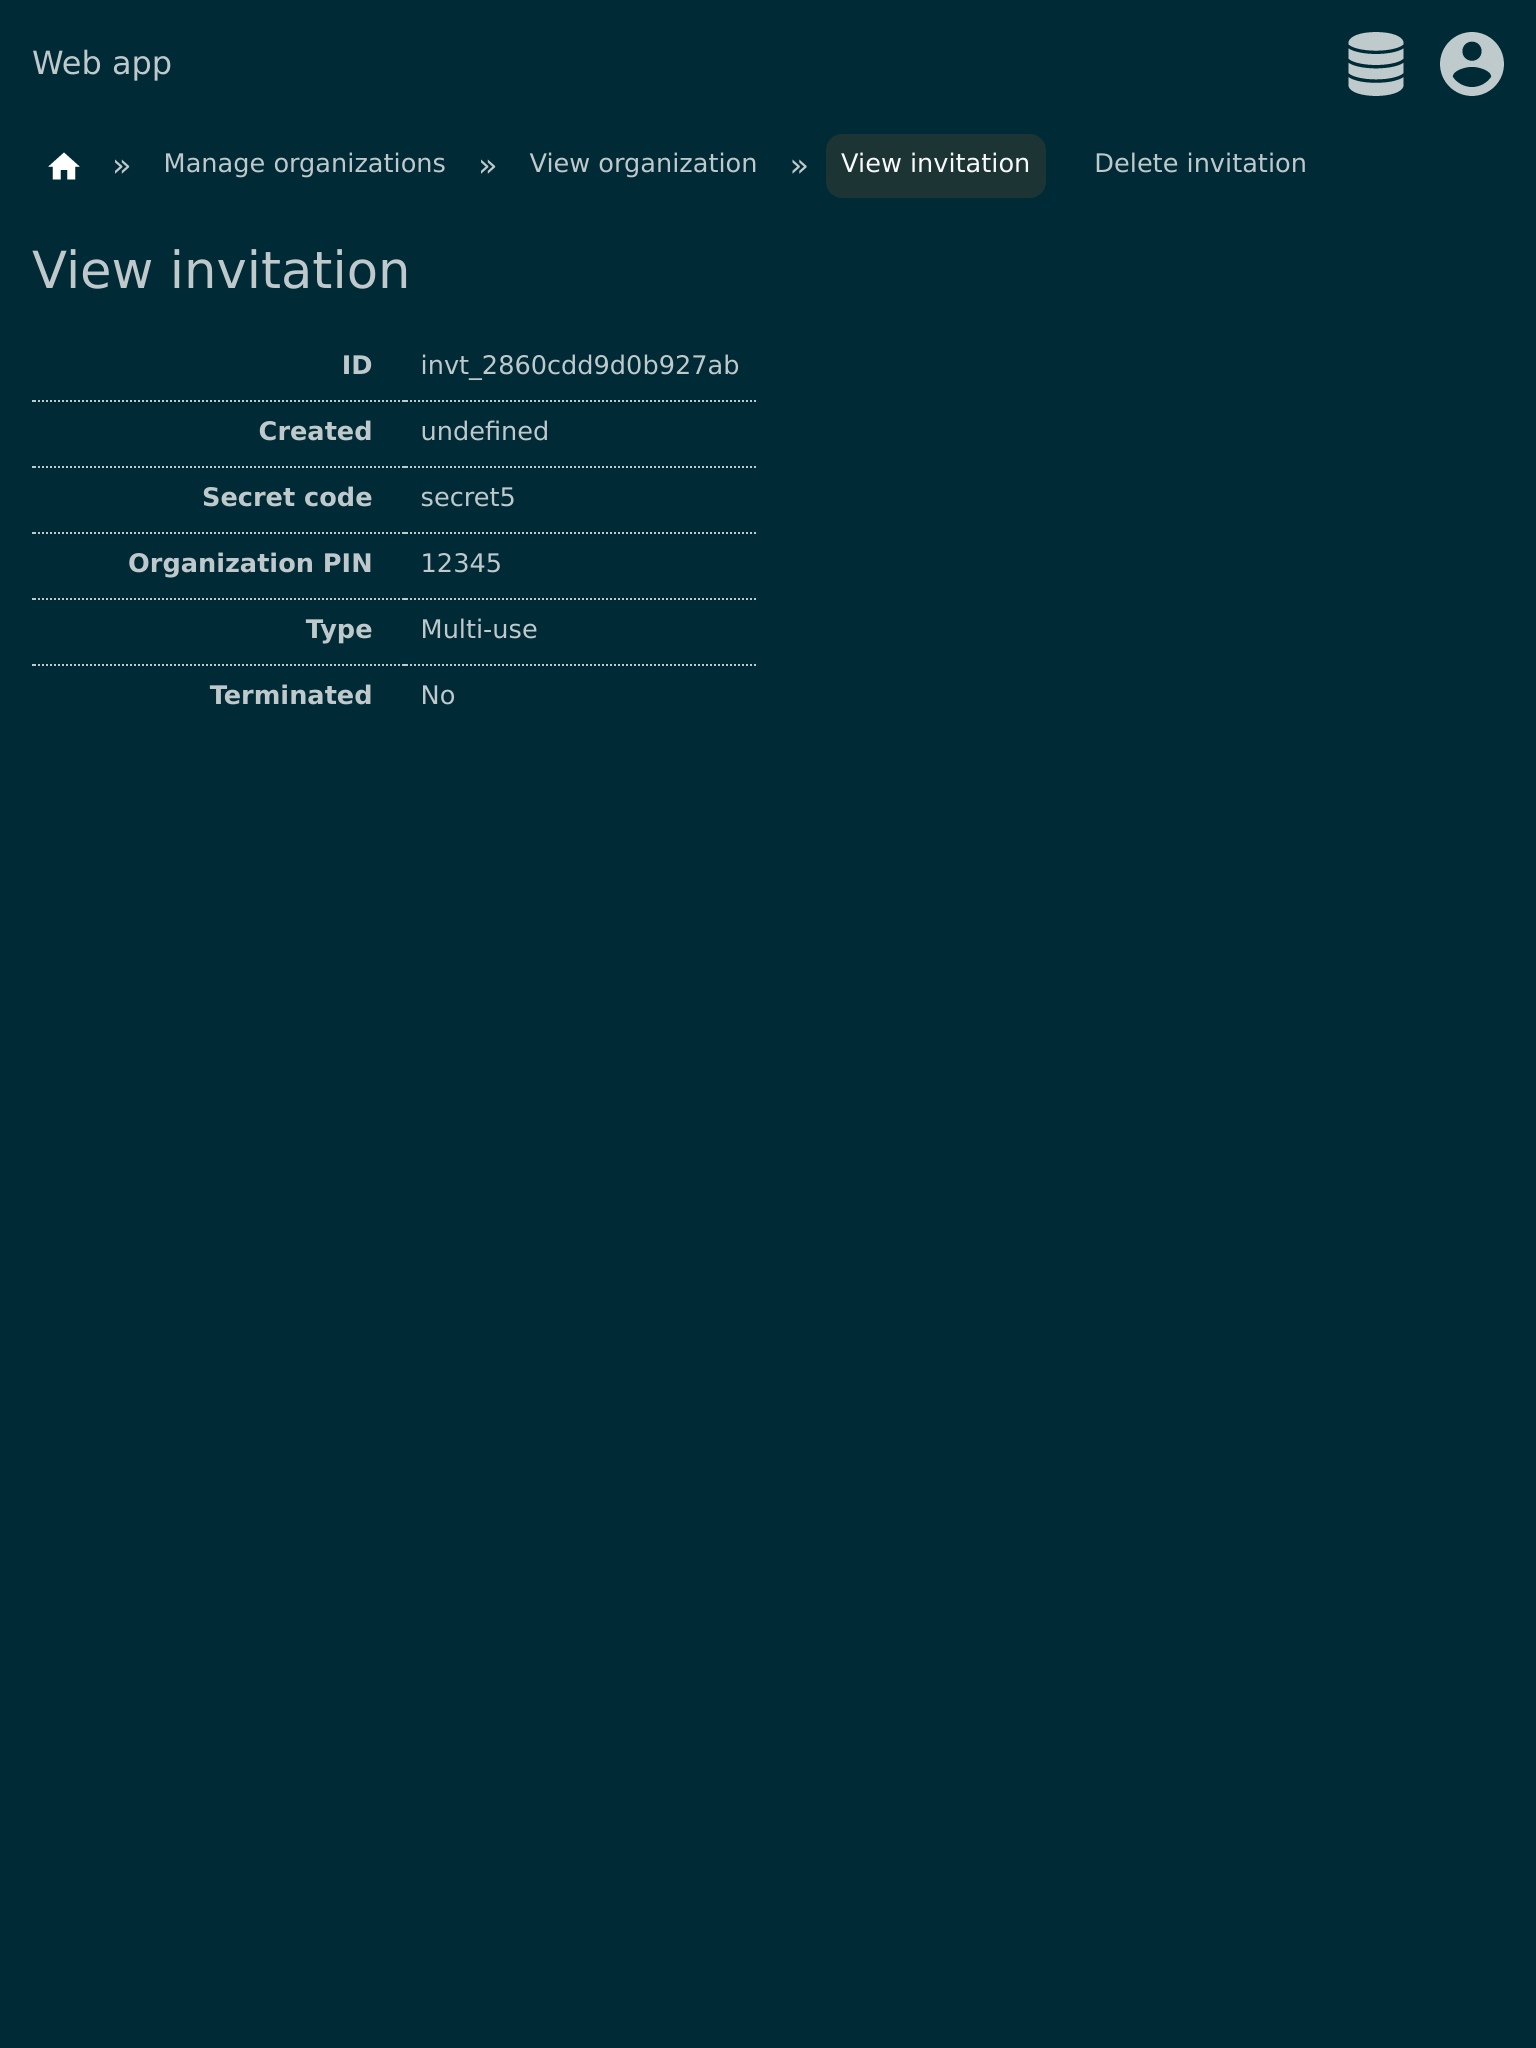 Web app
» Manage organizations » View organization » View invitation Delete invitation
View invitation
ID invt_2860cdd9d0b927ab
Created undefined
Secret code secret5
Organization PIN 12345
Type Multi-use
Terminated No